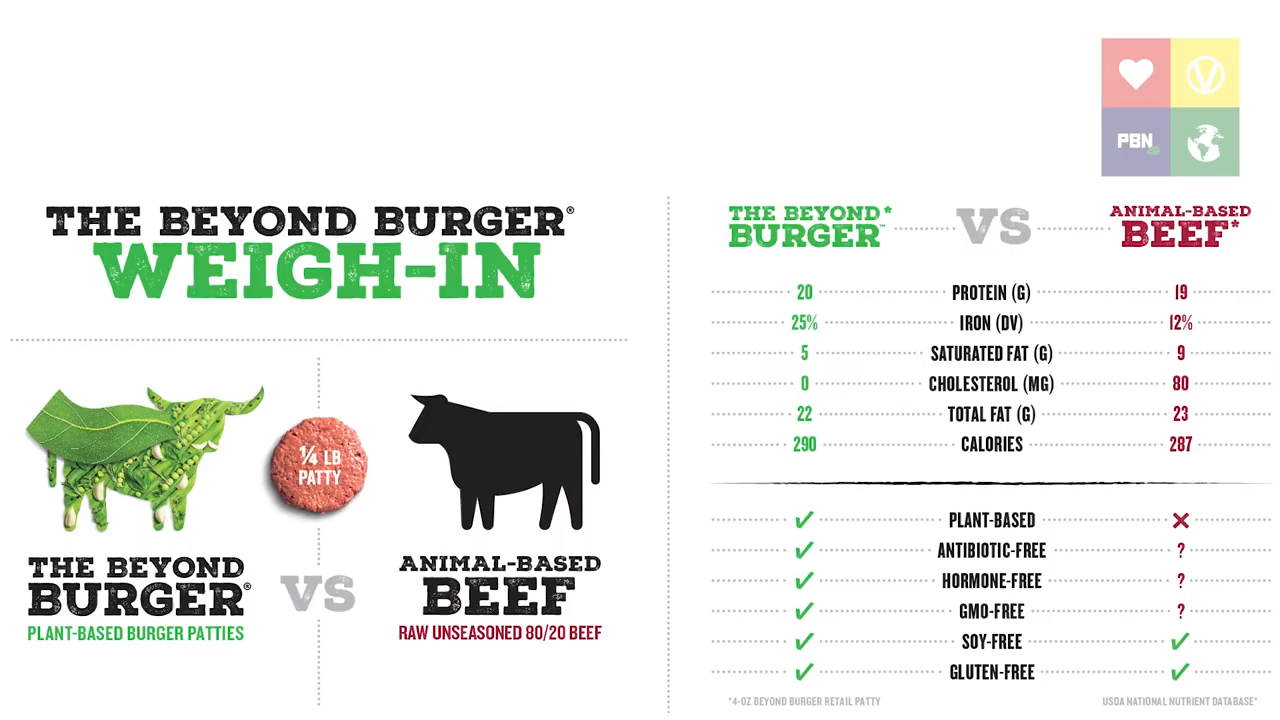 PBN
THE BEYOND BURGER®
WEIGH-IN
1/4 LB
PATTY
THE BEYOND
BURGER®
PLANT-BASED BURGER PATTIES
VS
ANIMAL-BASED
BEEF
RAW UNSEASONED 80/20 BEEF
THE BEYOND*
BURGER™
VS
ANIMAL-BASED
BEEF*
20 PROTEIN (G) 19
25% IRON (DV) 12%
5 SATURATED FAT (G) 9
0 CHOLESTEROL (MG) 80
22 TOTAL FAT (G) 23
290 CALORIES 287
✓ PLANT-BASED ✕
✓ ANTIBIOTIC-FREE ?
✓ HORMONE-FREE ?
✓ GMO-FREE ?
✓ SOY-FREE ✓
✓ GLUTEN-FREE ✓
*4-OZ BEYOND BURGER RETAIL PATTY
USDA NATIONAL NUTRIENT DATABASE*